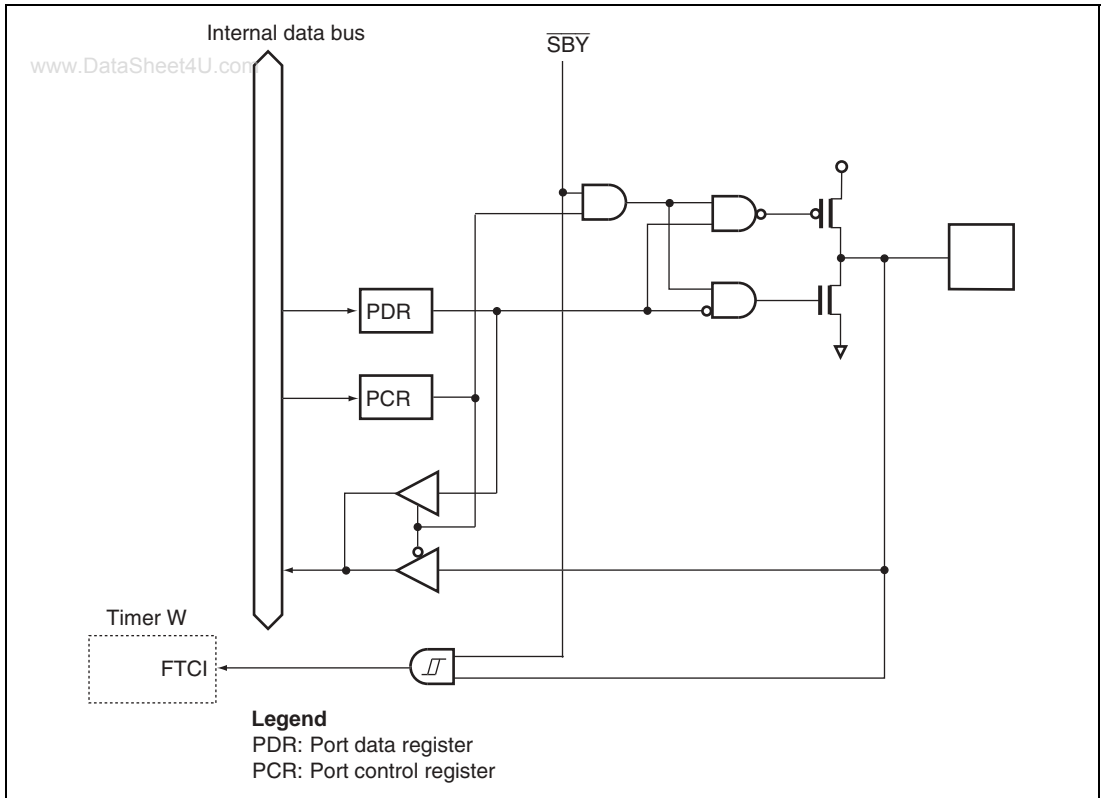 Internal data bus
SBY
www.DataSheet4U.com
PDR
PCR
Timer W
FTCI
Legend
PDR: Port data register
PCR: Port control register